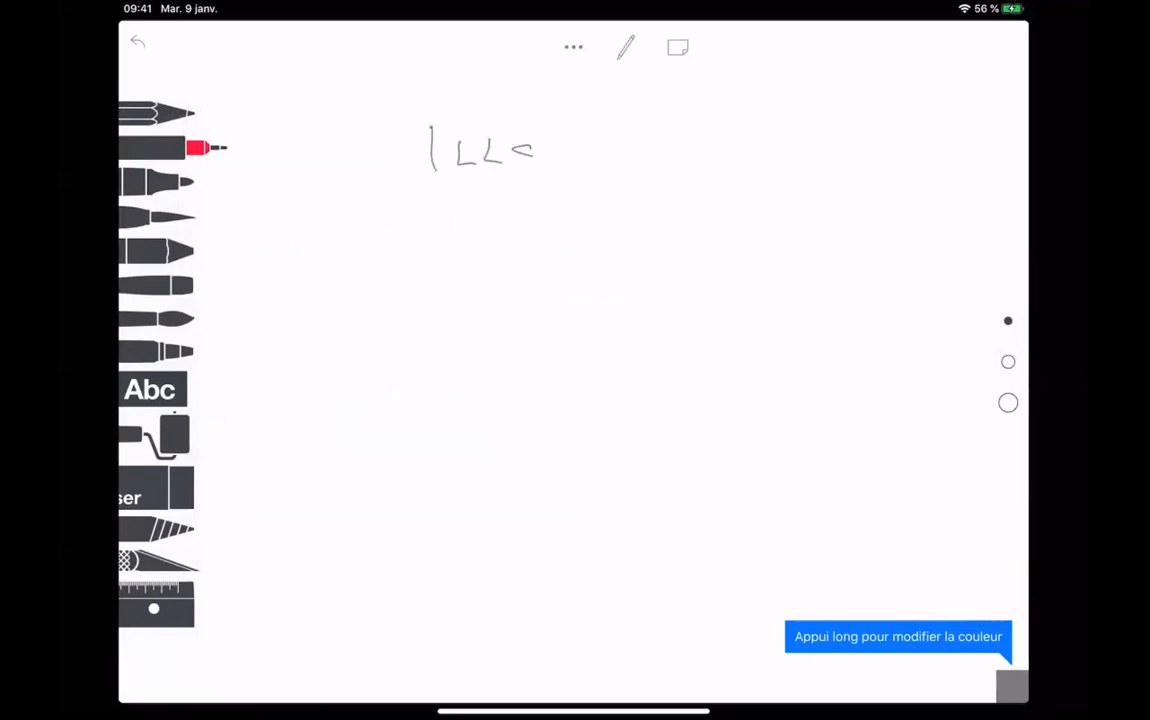 09:41 Mar. 9 janv. 56 %
Abc
ser
Appui long pour modifier la couleur